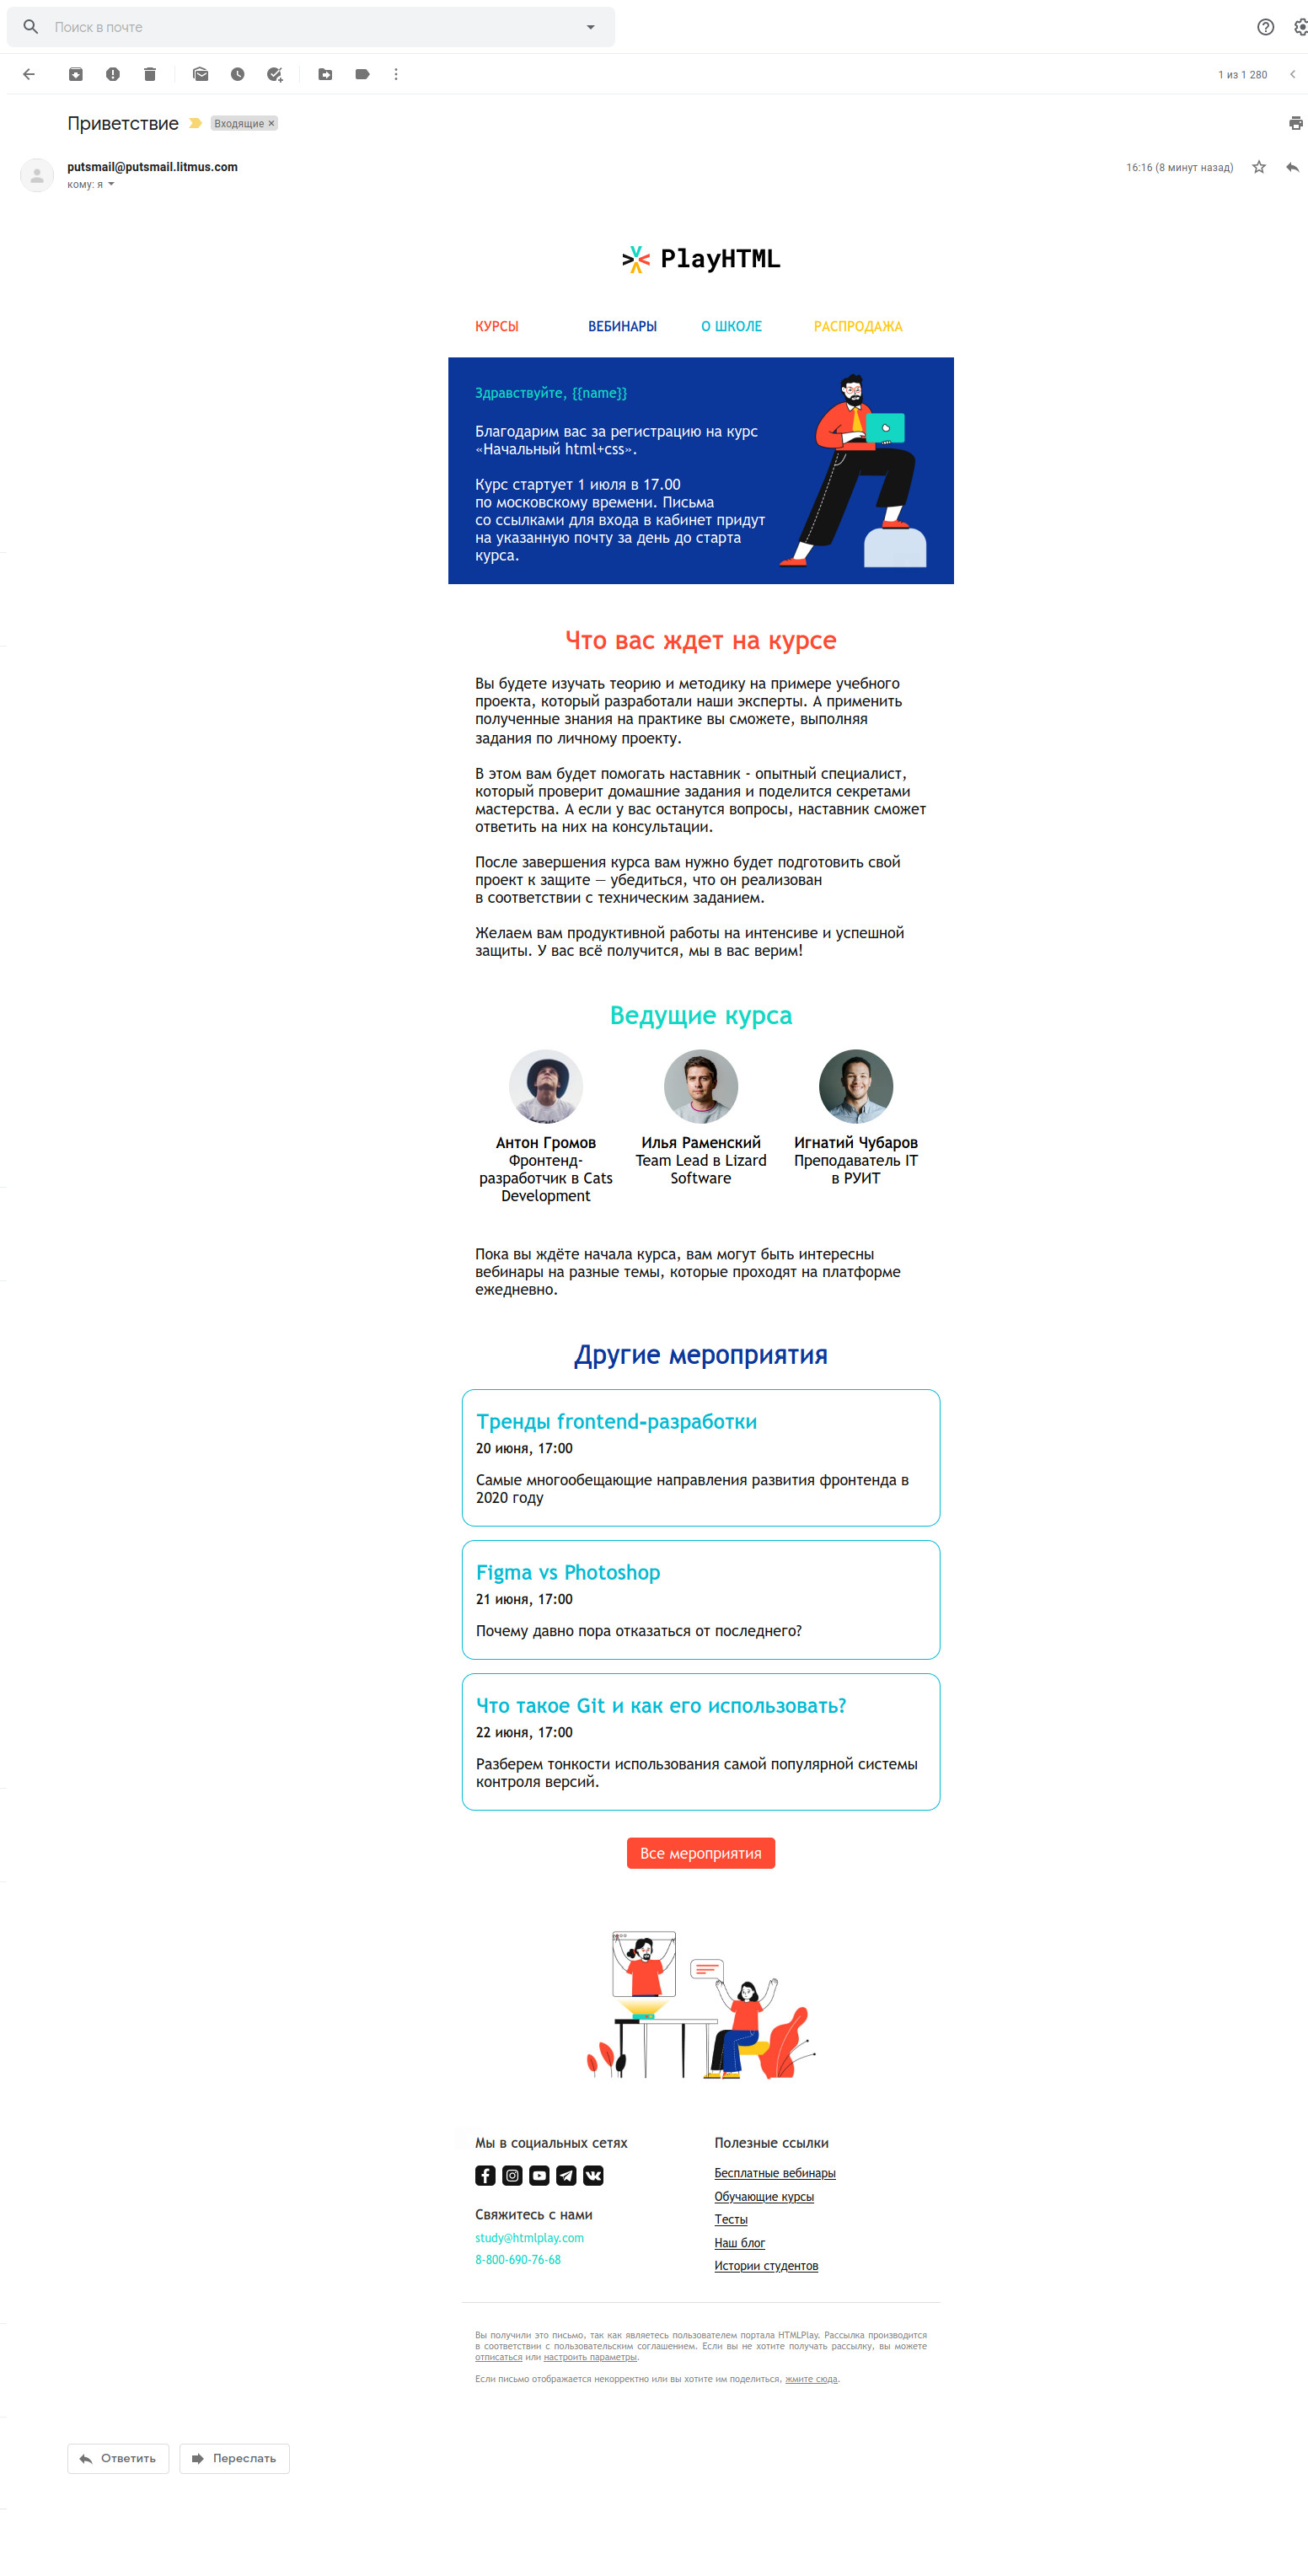 Поиск в почте
1 из 1 280
Приветствие
Входящие ×
putsmail@putsmail.litmus.com
16:16 (8 минут назад)
кому: я
PlayHTML
КУРСЫ ВЕБИНАРЫ О ШКОЛЕ РАСПРОДАЖА
Здравствуйте, {{name}}
Благодарим вас за регистрацию на курс
«Начальный html+css».
Курс стартует 1 июля в 17.00
по московскому времени. Письма
со ссылками для входа в кабинет придут
на указанную почту за день до старта
курса.
Что вас ждет на курсе
Вы будете изучать теорию и методику на примере учебного
проекта, который разработали наши эксперты. А применить
полученные знания на практике вы сможете, выполняя
задания по личному проекту.
В этом вам будет помогать наставник - опытный специалист,
который проверит домашние задания и поделится секретами
мастерства. А если у вас останутся вопросы, наставник сможет
ответить на них на консультации.
После завершения курса вам нужно будет подготовить свой
проект к защите — убедиться, что он реализован
в соответствии с техническим заданием.
Желаем вам продуктивной работы на интенсиве и успешной
защиты. У вас всё получится, мы в вас верим!
Ведущие курса
Антон Громов
Фронтенд-
разработчик в Cats
Development
Илья Раменский
Team Lead в Lizard
Software
Игнатий Чубаров
Преподаватель IT
в РУИТ
Пока вы ждёте начала курса, вам могут быть интересны
вебинары на разные темы, которые проходят на платформе
ежедневно.
Другие мероприятия
Тренды frontend-разработки
20 июня, 17:00
Самые многообещающие направления развития фронтенда в
2020 году
Figma vs Photoshop
21 июня, 17:00
Почему давно пора отказаться от последнего?
Что такое Git и как его использовать?
22 июня, 17:00
Разберем тонкости использования самой популярной системы
контроля версий.
Все мероприятия
Мы в социальных сетях
Свяжитесь с нами
study@htmlplay.com
8-800-690-76-68
Полезные ссылки
Бесплатные вебинары
Обучающие курсы
Тесты
Наш блог
Истории студентов
Вы получили это письмо, так как являетесь пользователем портала HTMLPlay. Рассылка производится
в соответствии с пользовательским соглашением. Если вы не хотите получать рассылку, вы можете
отписаться или настроить параметры.
Если письмо отображается некорректно или вы хотите им поделиться, жмите сюда.
Ответить
Переслать